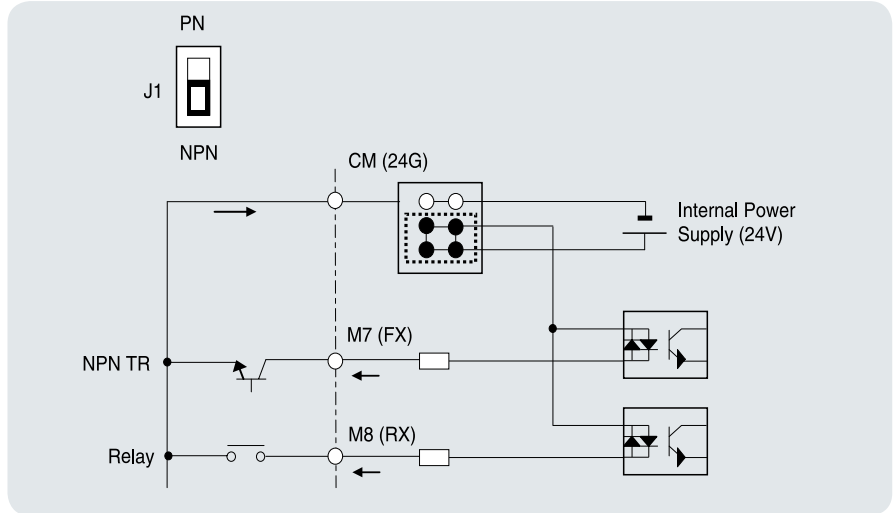 PN
J1
NPN
CM (24G)
Internal Power
Supply (24V)
M7 (FX)
NPN TR
M8 (RX)
Relay